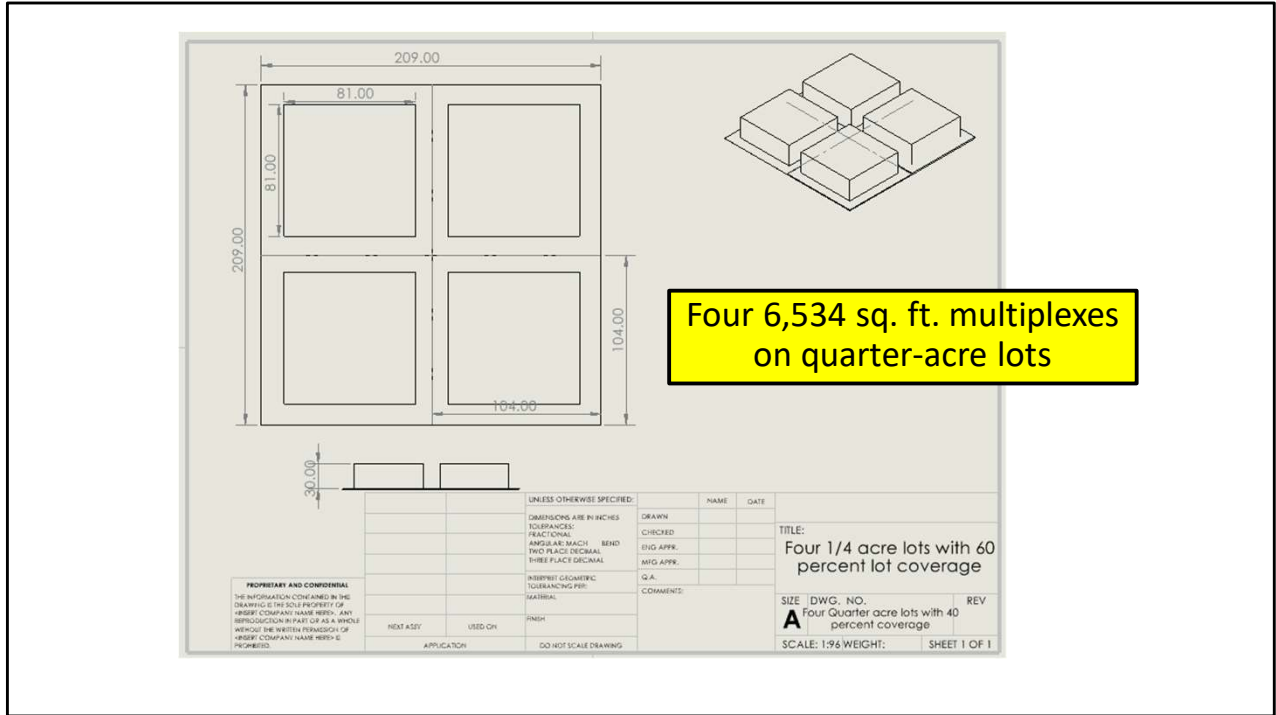 209.00
81.00
81.00
209.00
104.00
104.00
30.00
Four 6,534 sq. ft. multiplexes
on quarter-acre lots
UNLESS OTHERWISE SPECIFIED:
DIMENSIONS ARE IN INCHES
TOLERANCES:
FRACTIONAL
ANGULAR: MACH BEND
TWO PLACE DECIMAL
THREE PLACE DECIMAL
INTERPRET GEOMETRIC
TOLERANCING PER:
MATERIAL
FINISH
DO NOT SCALE DRAWING
NAME DATE
DRAWN
CHECKED
ENG APPR.
MFG APPR.
Q.A.
COMMENTS:
PROPRIETARY AND CONFIDENTIAL
THE INFORMATION CONTAINED IN THIS
DRAWING IS THE SOLE PROPERTY OF
<INSERT COMPANY NAME HERE>. ANY
REPRODUCTION IN PART OR AS A WHOLE
WITHOUT THE WRITTEN PERMISSION OF
<INSERT COMPANY NAME HERE> IS
PROHIBITED.
NEXT ASSY USED ON
APPLICATION
TITLE:
Four 1/4 acre lots with 60
percent lot coverage
SIZE DWG. NO. REV
A Four Quarter acre lots with 40
percent coverage
SCALE: 1:96 WEIGHT: SHEET 1 OF 1